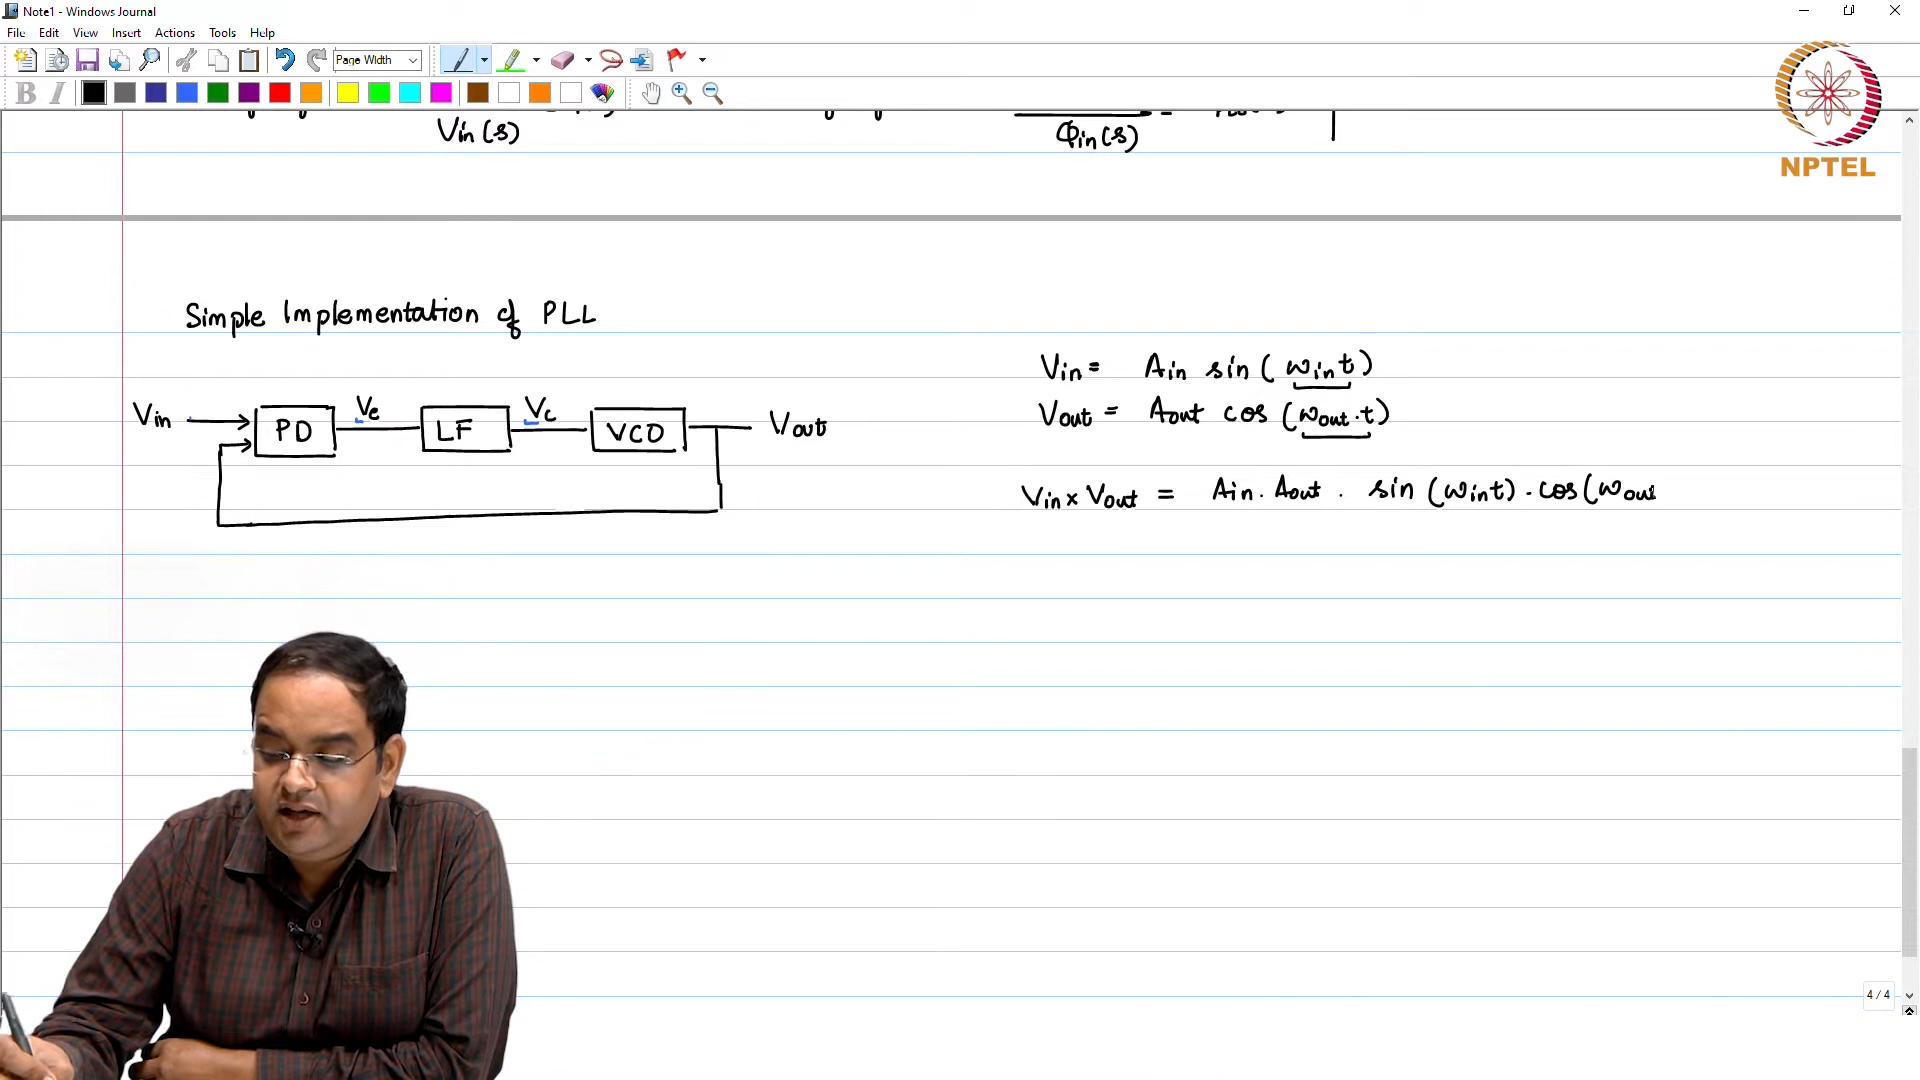 Note1 - Windows Journal
File Edit View Insert Actions Tools Help
Page Width
B I
NPTEL
Vin (s)
Φin (s)
=
Simple Implementation of PLL
Vin PD Ve LF Vc VCO Vout
Vin = Ain sin ( ωin t )
Vout = Aout cos ( ωout . t )
Vin x Vout = Ain . Aout . sin ( ωin t ) . cos ( ωout
4 / 4